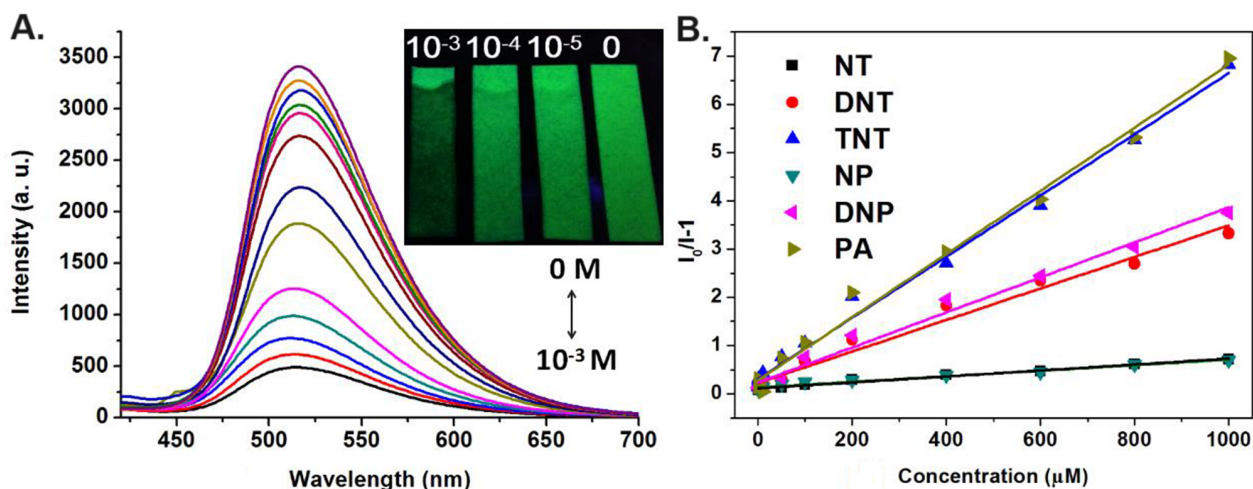 A.
Intensity (a. u.)
3500
3000
2500
2000
1500
1000
500
0
450 500 550 600 650 700
Wavelength (nm)
10-3 10-4 10-5 0
0 M
10-3 M
B.
I0/I-1
7
6
5
4
3
2
1
0
NT
DNT
TNT
NP
DNP
PA
0 200 400 600 800 1000
Concentration (µM)